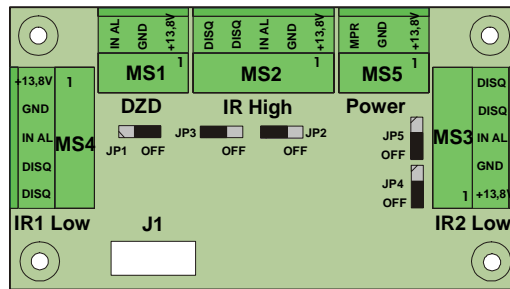 IN AL
GND
+13,8V
DISQ
DISQ
IN AL
GND
+13,8V
MPR
GND
+13,8V
MS1 1
MS2 1
MS5 1
DZD
IR High
Power
+13,8V
GND
IN AL
DISQ
DISQ
1
MS4
JP1 OFF
JP3 OFF
JP2
OFF
JP5
OFF
JP4
OFF
MS3
1
DISQ
DISQ
IN AL
GND
+13,8V
IR1 Low
J1
IR2 Low